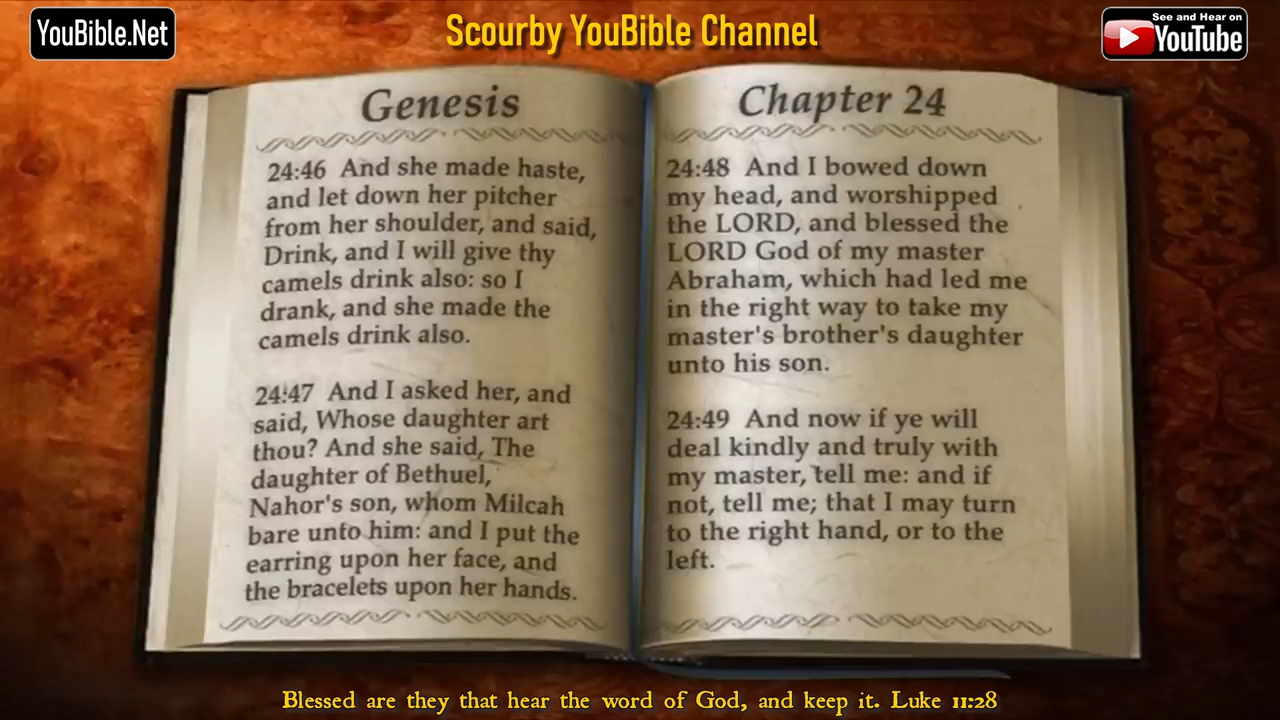 YouBible.Net
Scourby YouBible Channel
See and Hear on
YouTube
Genesis
24:46 And she made haste,
and let down her pitcher
from her shoulder, and said,
Drink, and I will give thy
camels drink also: so I
drank, and she made the
camels drink also.
24:47 And I asked her, and
said, Whose daughter art
thou? And she said, The
daughter of Bethuel,
Nahor's son, whom Milcah
bare unto him: and I put the
earring upon her face, and
the bracelets upon her hands.
Chapter 24
24:48 And I bowed down
my head, and worshipped
the LORD, and blessed the
LORD God of my master
Abraham, which had led me
in the right way to take my
master's brother's daughter
unto his son.
24:49 And now if ye will
deal kindly and truly with
my master, tell me: and if
not, tell me; that I may turn
to the right hand, or to the
left.
Blessed are they that hear the word of God, and keep it. Luke 11:28